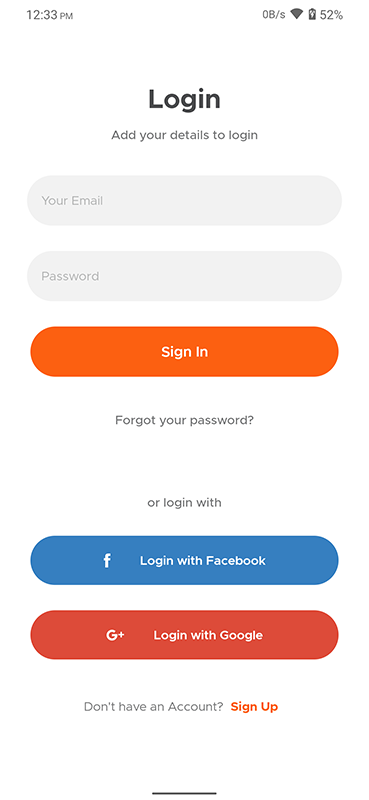 12:33 PM 0B/s 52%
Login
Add your details to login
Your Email
Password
Sign In
Forgot your password?
or login with
f Login with Facebook
G+ Login with Google
Don't have an Account? Sign Up